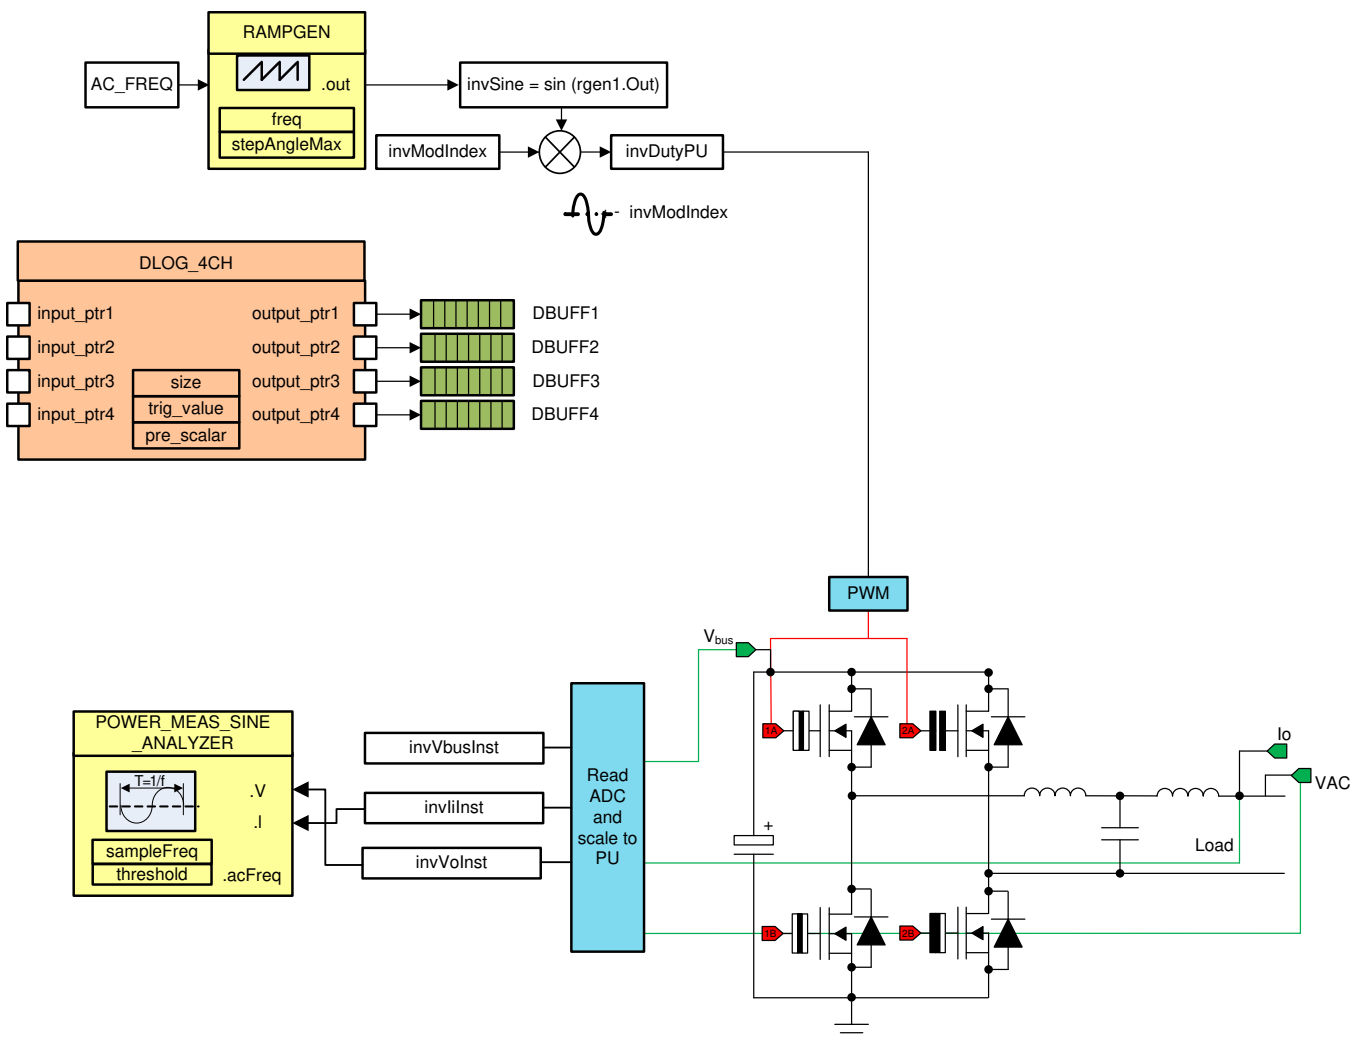 RAMPGEN
AC_FREQ
.out
freq
stepAngleMax
invSine = sin (rgen1.Out)
invModIndex
invDutyPU
invModIndex
DLOG_4CH
input_ptr1
output_ptr1
DBUFF1
input_ptr2
output_ptr2
DBUFF2
input_ptr3
output_ptr3
DBUFF3
input_ptr4
output_ptr4
DBUFF4
size
trig_value
pre_scalar
PWM
Vbus
POWER_MEAS_SINE
_ANALYZER
T=1/f
.V
.I
sampleFreq
threshold
.acFreq
invVbusInst
invIiInst
invVoInst
Read
ADC
and
scale to
PU
1A
2A
Io
VAC
+
Load
1B
2B